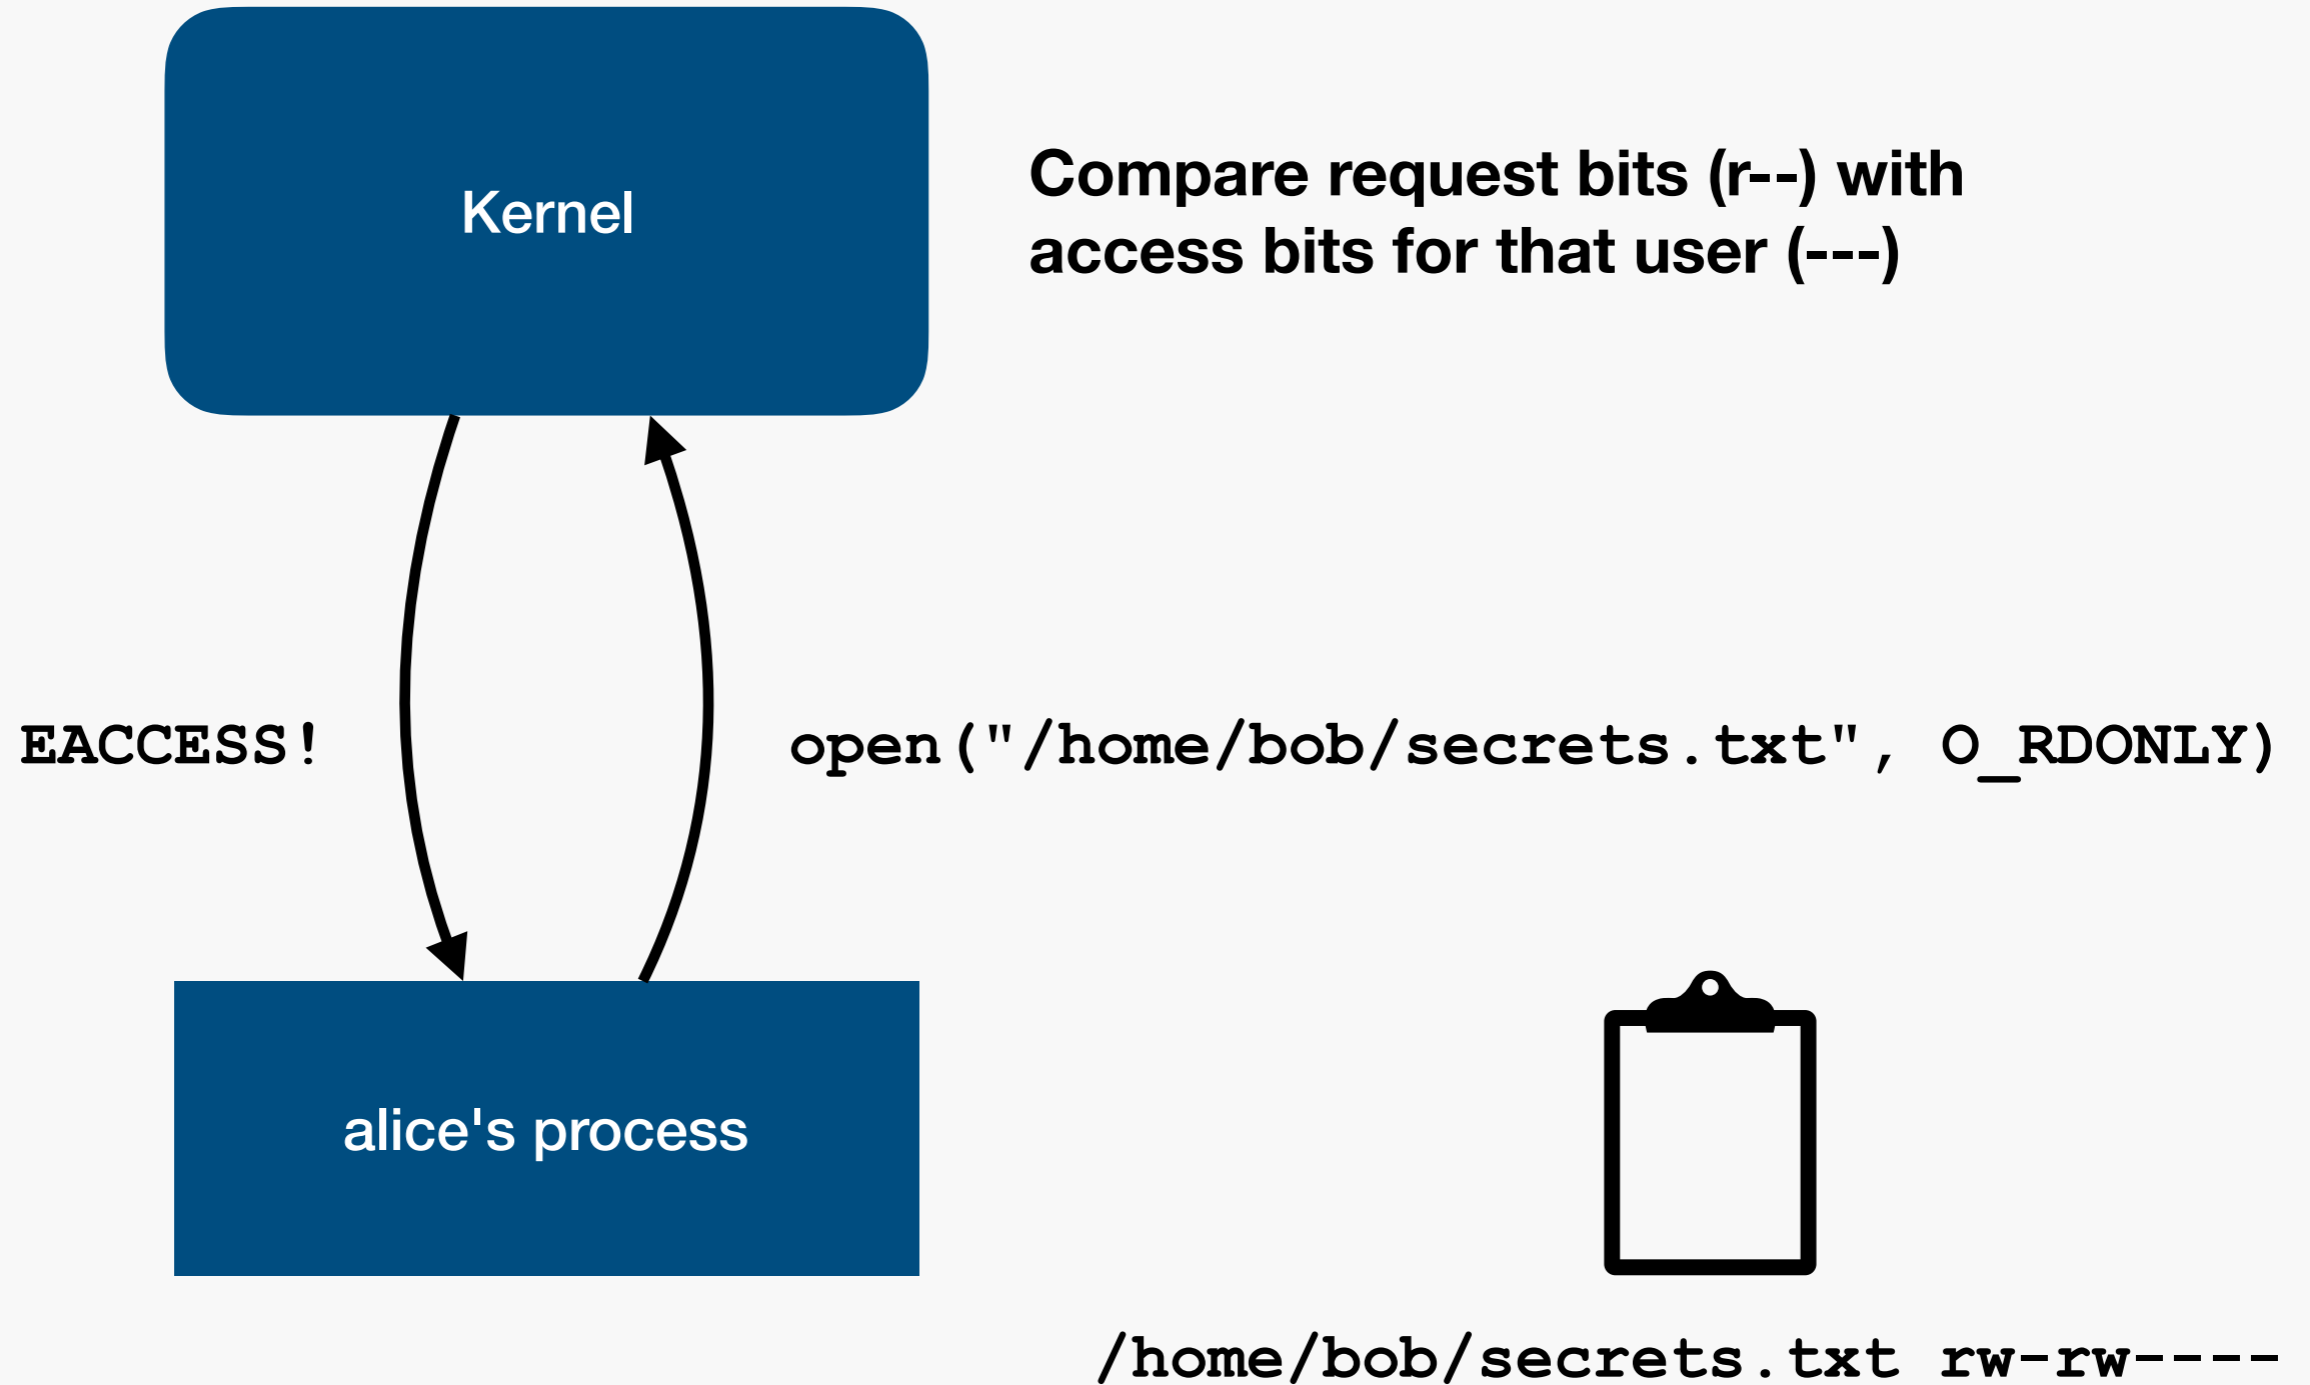 Kernel
Compare request bits (r--) with
access bits for that user (---)
EACCESS!
open("/home/bob/secrets.txt", O_RDONLY)
alice's process
/home/bob/secrets.txt rw-rw----